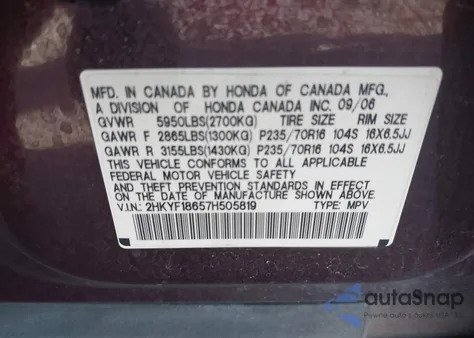 MFD. IN CANADA BY HONDA OF CANADA MFG.,
A DIVISION OF HONDA CANADA INC. 09/06
GVWR 5950LBS(2700KG) TIRE SIZE RIM SIZE
GAWR F 2865LBS(1300KG) P235/70R16 104S 16X6.5JJ
GAWR R 3155LBS(1430KG) P235/70R16 104S 16X6.5JJ
THIS VEHICLE CONFORMS TO ALL APPLICABLE
FEDERAL MOTOR VEHICLE SAFETY
AND THEFT PREVENTION STANDARDS IN EFFECT
ON THE DATE OF MANUFACTURE SHOWN ABOVE.
V.I.N.: 2HKYF18657H505819 TYPE: MPV
autoSnap
Pewne auta z